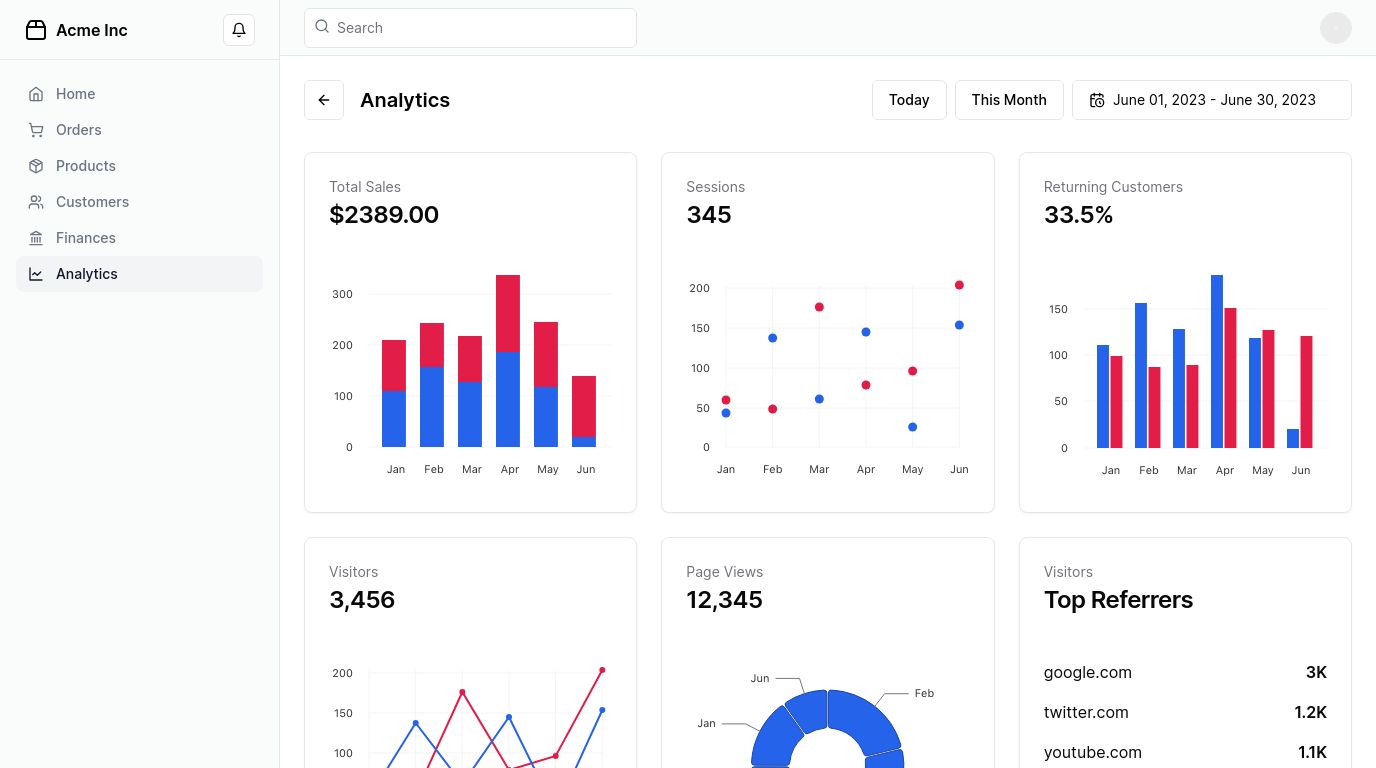 Acme Inc
Search
Home
Orders
Products
Customers
Finances
Analytics
Analytics
Today
This Month
June 01, 2023 - June 30, 2023
Total Sales
$2389.00
300
200
100
0
Jan Feb Mar Apr May Jun
Sessions
345
200
150
100
50
0
Jan Feb Mar Apr May Jun
Returning Customers
33.5%
150
100
50
0
Jan Feb Mar Apr May Jun
Visitors
3,456
200
150
100
Page Views
12,345
Jun
Feb
Jan
Visitors
Top Referrers
google.com 3K
twitter.com 1.2K
youtube.com 1.1K